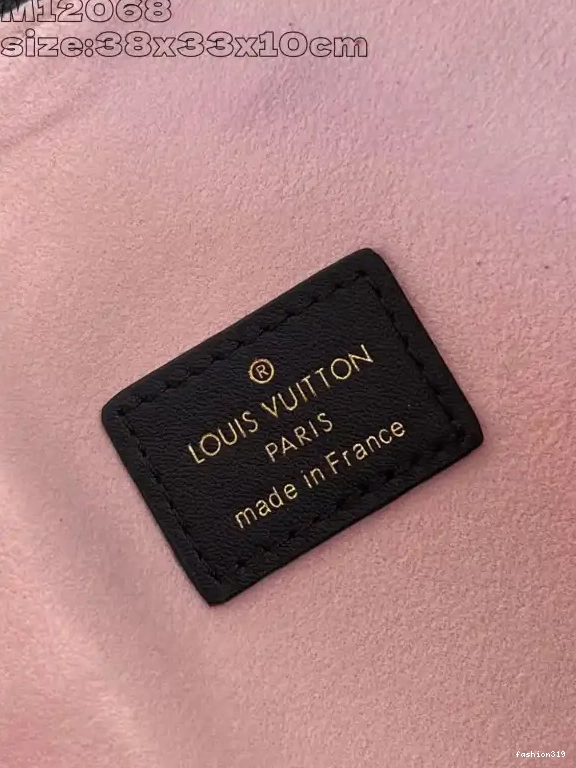 M12068
size:38x33x10cm
®
LOUIS VUITTON
PARIS
made in France
fashion319